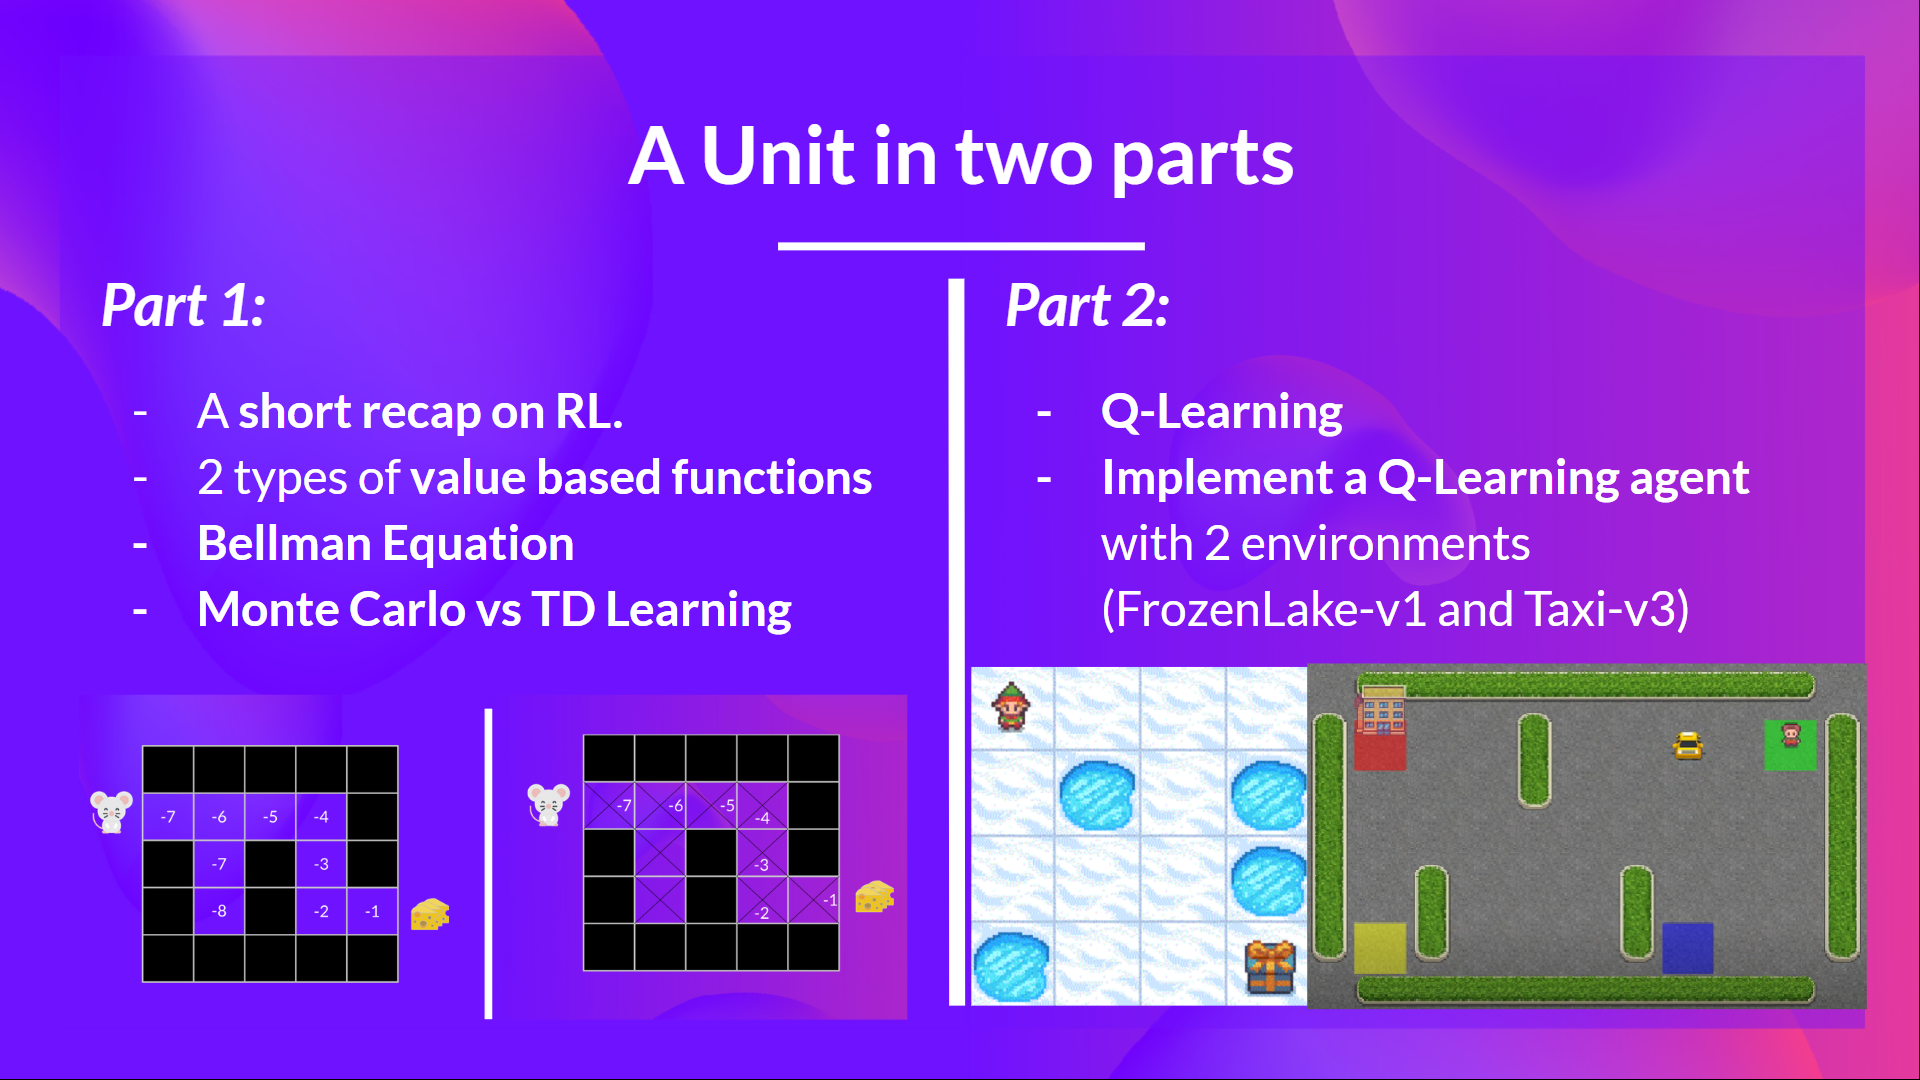 A Unit in two parts
Part 1:
- A short recap on RL.
- 2 types of value based functions
- Bellman Equation
- Monte Carlo vs TD Learning
-7 -6 -5 -4
-7 -3
-8 -2 -1
-7 -6 -5 -4
-3
-2 -1
Part 2:
- Q-Learning
- Implement a Q-Learning agent
with 2 environments
(FrozenLake-v1 and Taxi-v3)